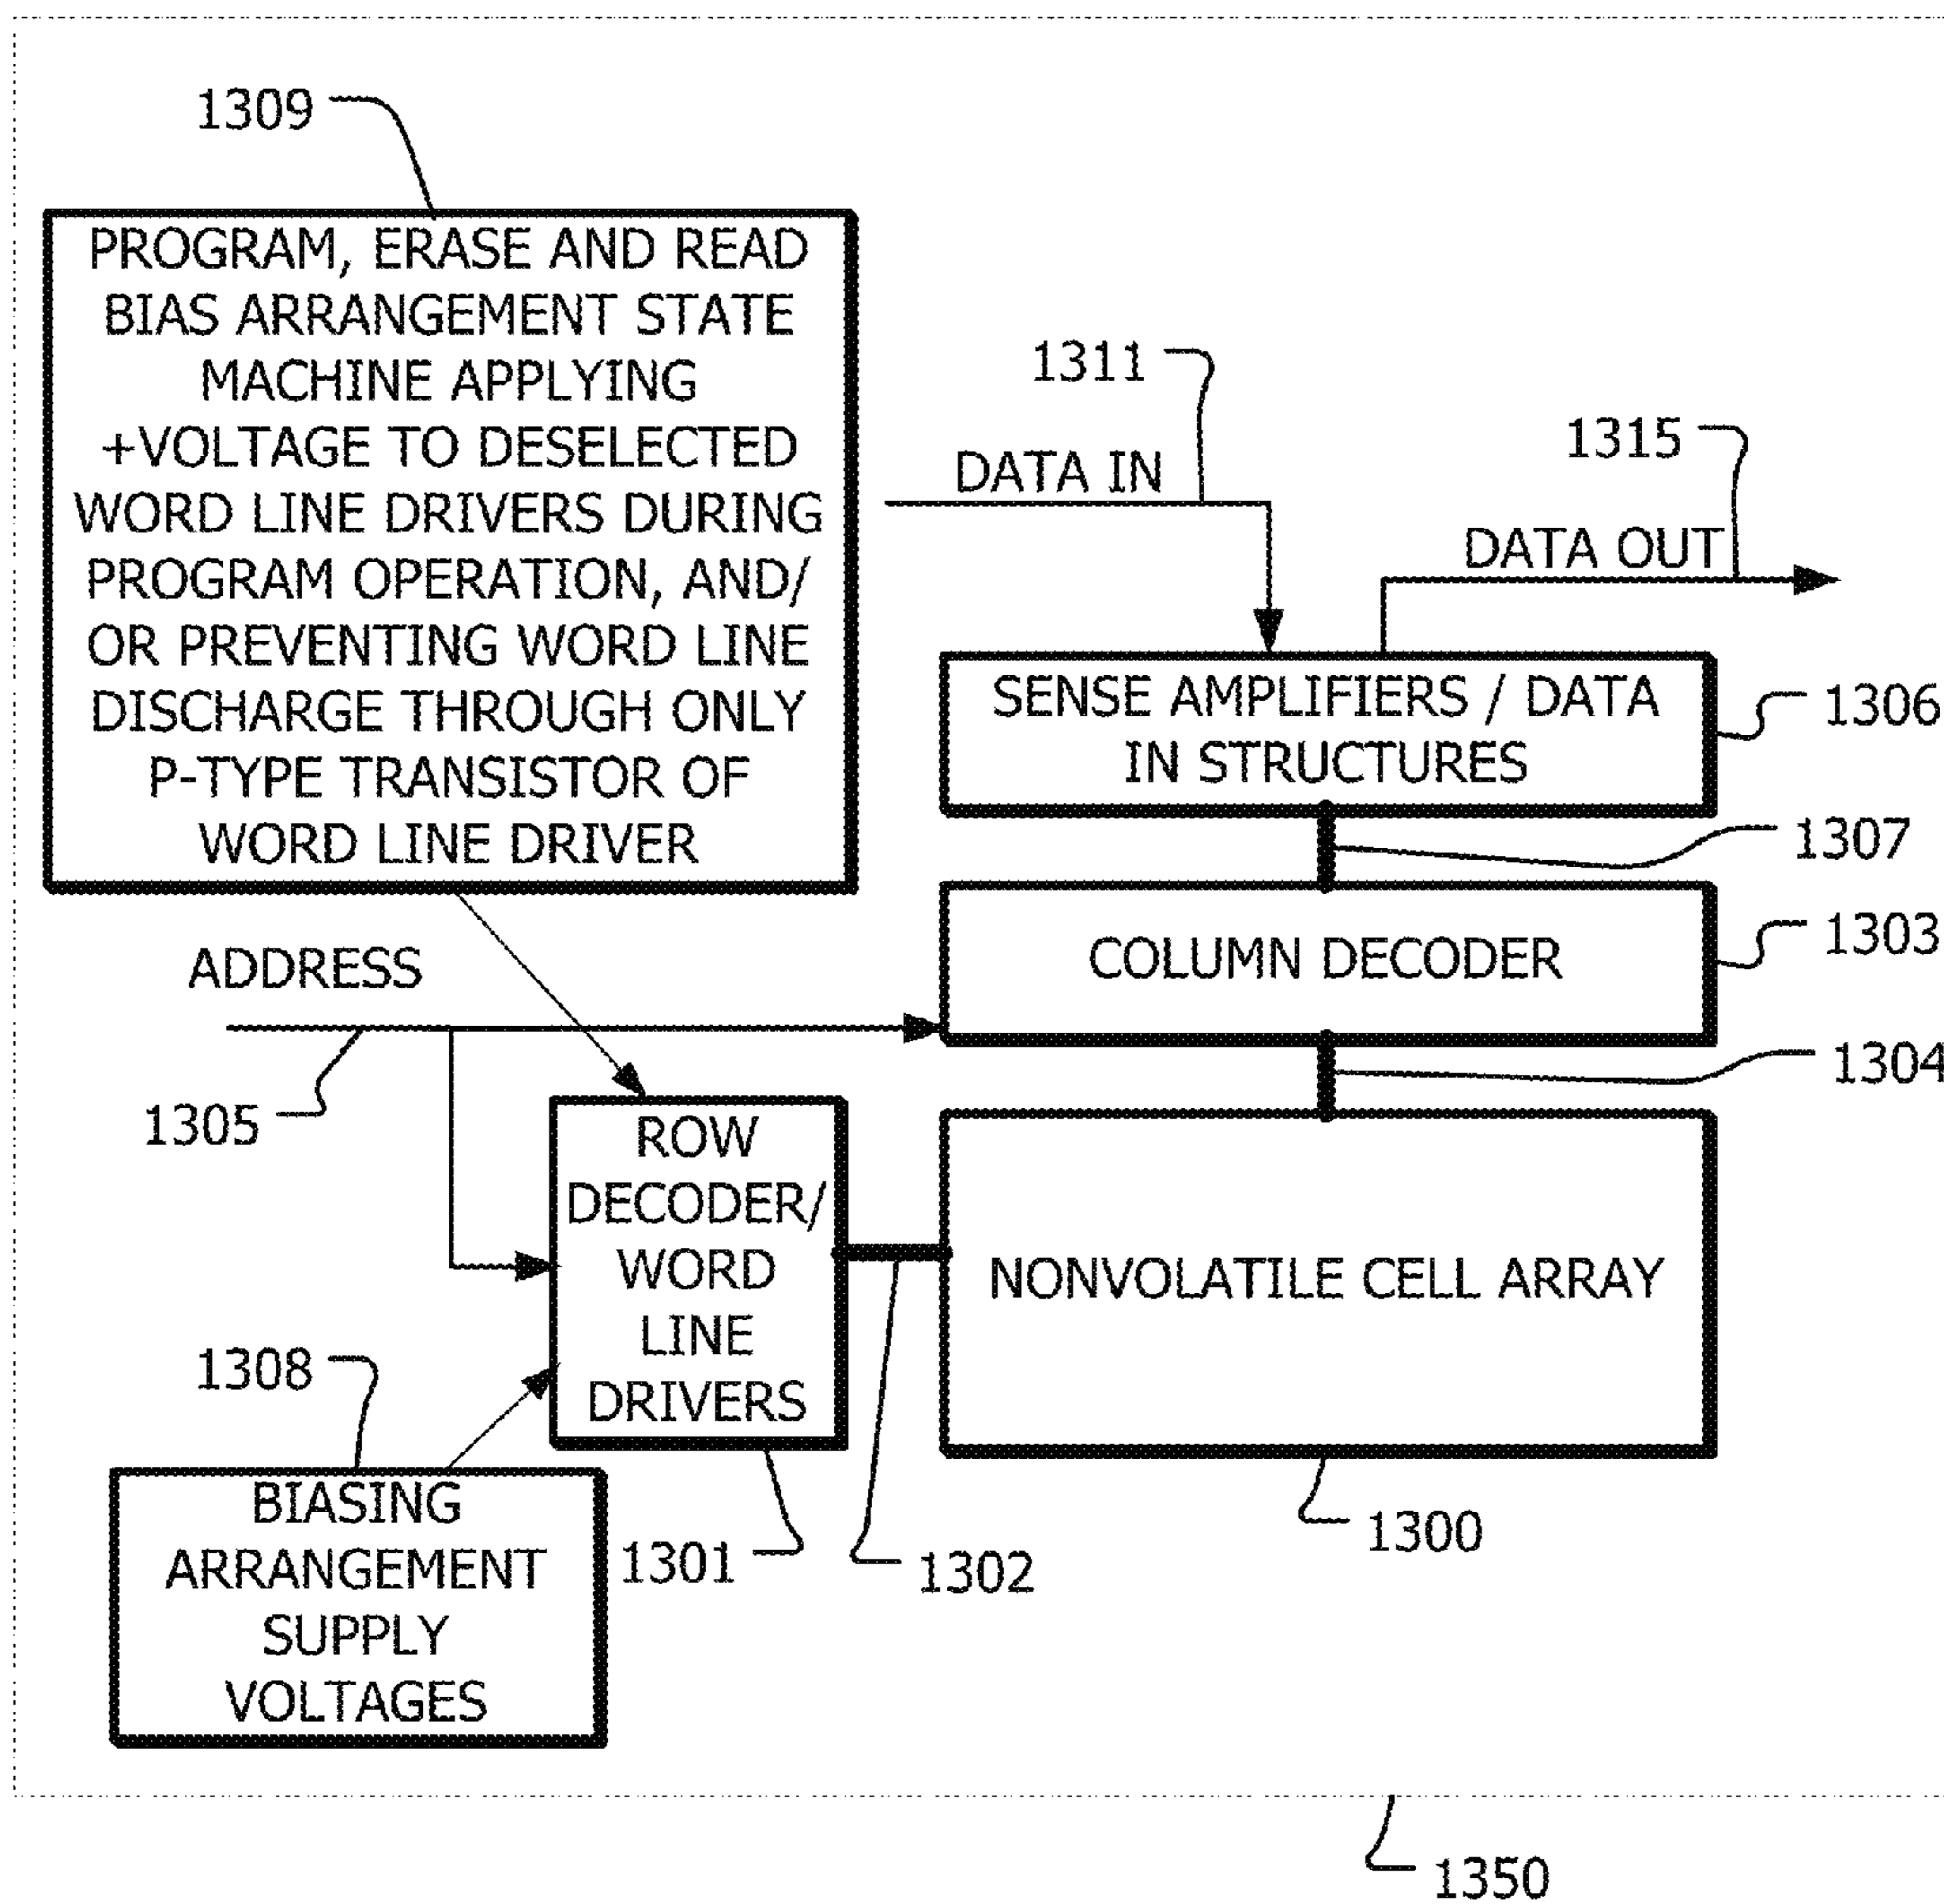 1309
PROGRAM, ERASE AND READ
BIAS ARRANGEMENT STATE
MACHINE APPLYING
+VOLTAGE TO DESELECTED
WORD LINE DRIVERS DURING
PROGRAM OPERATION, AND/
OR PREVENTING WORD LINE
DISCHARGE THROUGH ONLY
P-TYPE TRANSISTOR OF
WORD LINE DRIVER
1311
DATA IN
1315
DATA OUT
SENSE AMPLIFIERS / DATA
IN STRUCTURES
1306
1307
COLUMN DECODER
1303
ADDRESS
1305
1304
ROW
DECODER/
WORD
LINE
DRIVERS
NONVOLATILE CELL ARRAY
1308
BIASING
ARRANGEMENT
SUPPLY
VOLTAGES
1301
1302
1300
1350